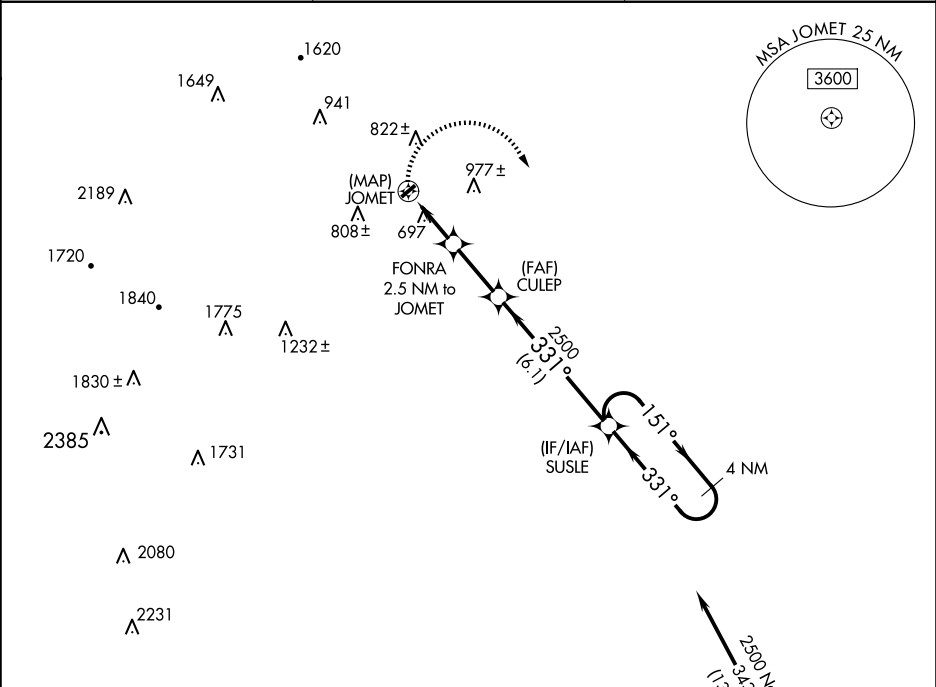 1620
MSA JOMET 25 NM
3600
1649
941
822±
977±
(MAP)
JOMET
2189
808±
697
1720
FONRA
2.5 NM to
JOMET
(FAF)
CULEP
1840
1775
1232±
2500
331°
(6.1)
1830±
2385
151°
(IF/IAF)
SUSLE
1731
4 NM
331°
2080
2231
2500